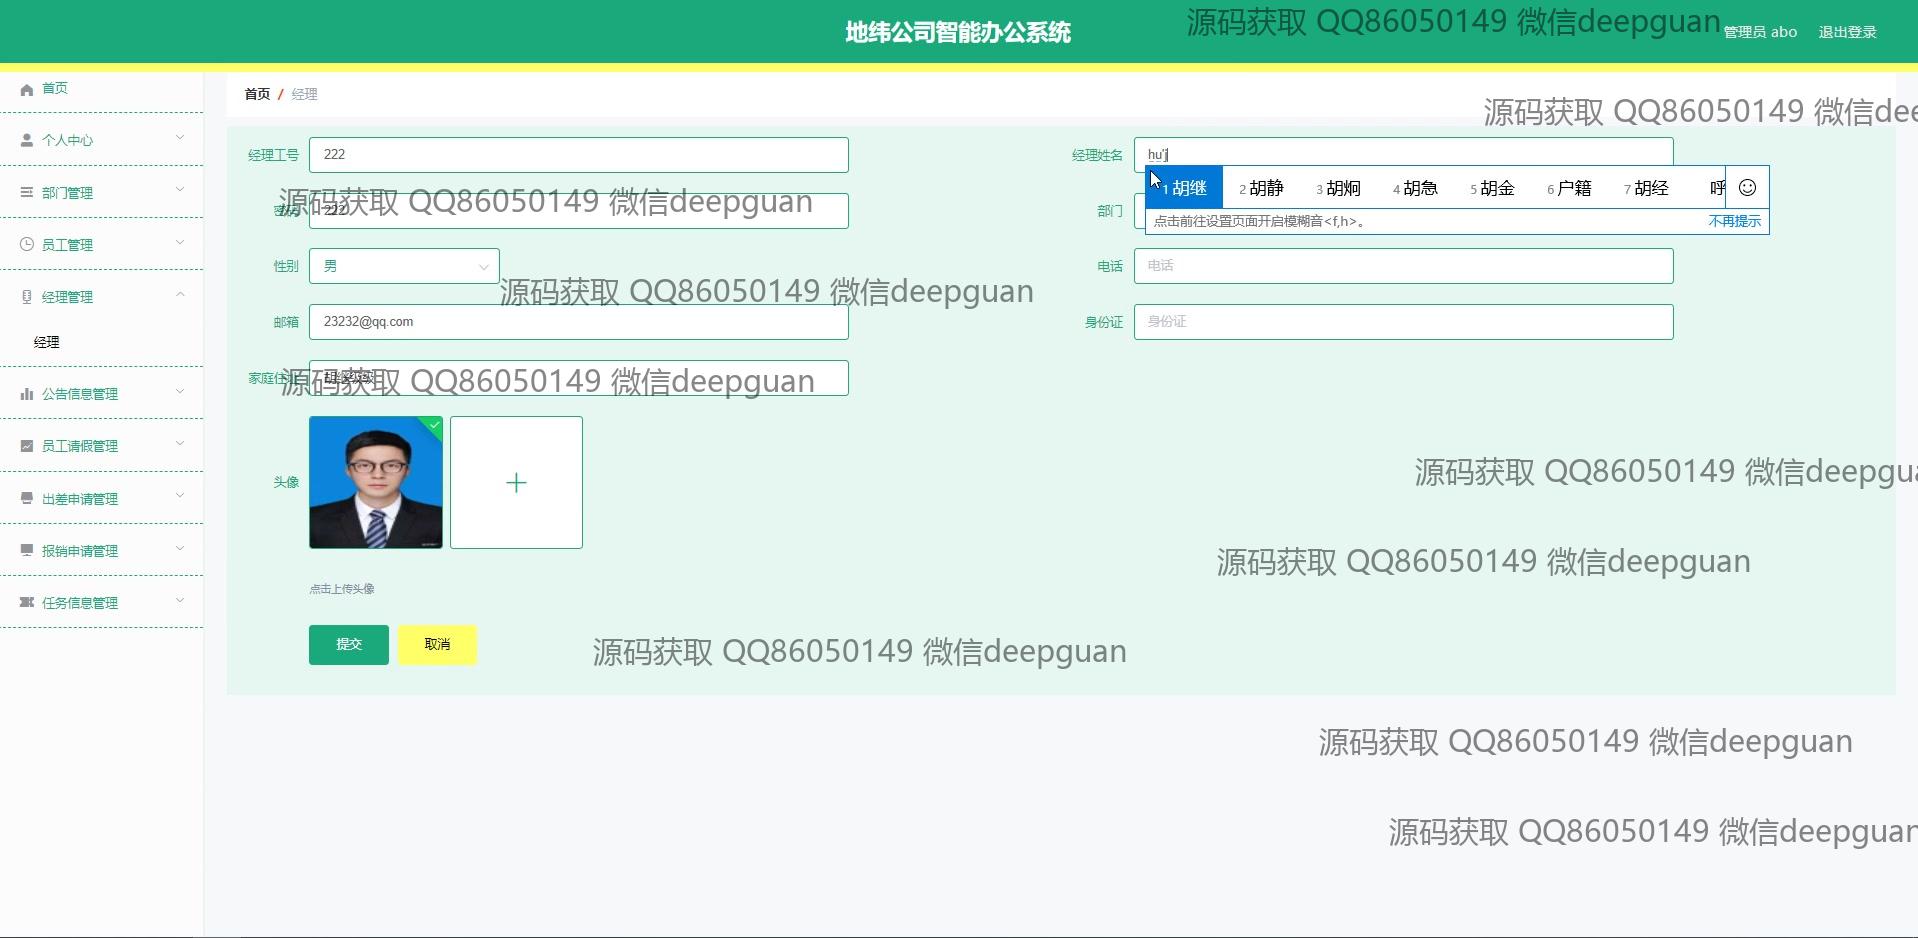 地纬公司智能办公系统
源码获取 QQ86050149 微信deepguan
管理员 abo
退出登录
首页
个人中心
部门管理
员工管理
经理管理
经理
公告信息管理
员工请假管理
出差申请管理
报销申请管理
任务信息管理
首页 / 经理
源码获取 QQ86050149 微信dee
经理工号 222
经理姓名 hu'j
1 胡继 2 胡静 3 胡炯 4 胡急 5 胡金 6 户籍 7 胡经 呼
点击前往设置页面开启模糊音<f,h>。 不再提示
源码获取 QQ86050149 微信deepguan
密码 222
部门
性别 男
电话 电话
源码获取 QQ86050149 微信deepguan
邮箱 23232@qq.com
身份证 身份证
家庭住址
源码获取 QQ86050149 微信deepguan
头像
源码获取 QQ86050149 微信deepgua
源码获取 QQ86050149 微信deepguan
点击上传头像
提交 取消
源码获取 QQ86050149 微信deepguan
源码获取 QQ86050149 微信deepguan
源码获取 QQ86050149 微信deepguan